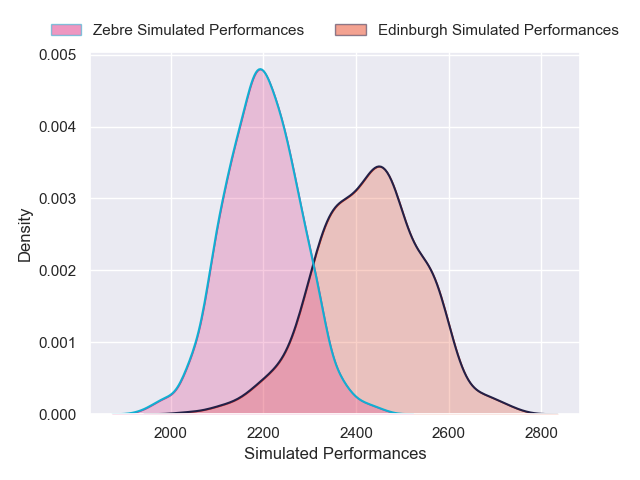 Zebre Simulated Performances Edinburgh Simulated Performances
0.005
0.004
0.003
0.002
0.001
0.000
Density
2000 2200 2400 2600 2800
Simulated Performances